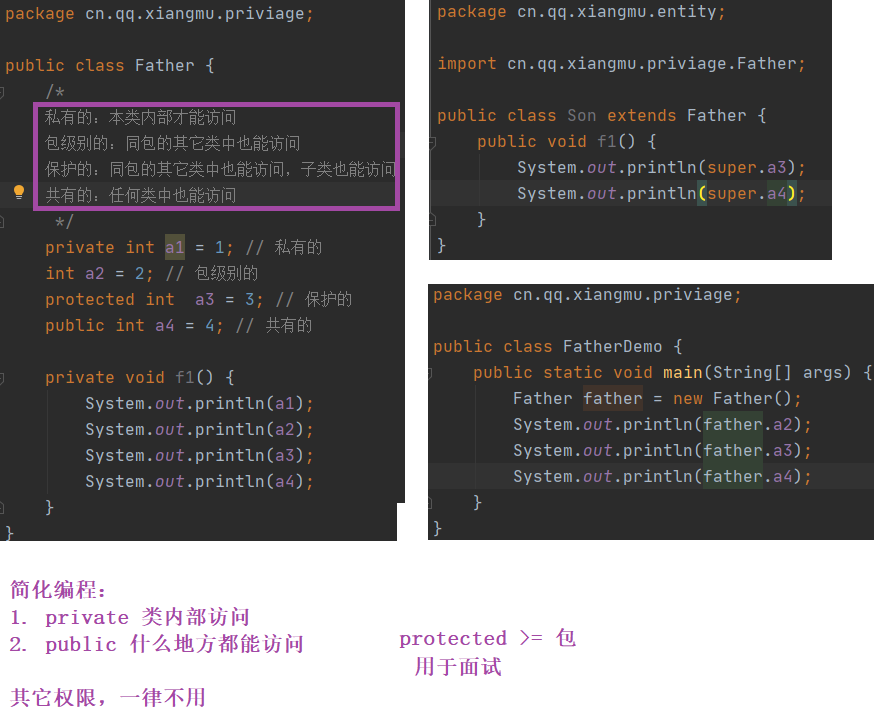 package cn.qq.xiangmu.priviage;
public class Father {
/*
私有的：本类内部才能访问
包级别的：同包的其它类中也能访问
保护的：同包的其它类中也能访问，子类也能访问
共有的：任何类中也能访问
*/
private int a1 = 1; // 私有的
int a2 = 2; // 包级别的
protected int  a3 = 3; // 保护的
public int a4 = 4; // 共有的
private void f1() {
System.out.println(a1);
System.out.println(a2);
System.out.println(a3);
System.out.println(a4);
}
}
package cn.qq.xiangmu.entity;
import cn.qq.xiangmu.priviage.Father;
public class Son extends Father {
public void f1() {
System.out.println(super.a3);
System.out.println(super.a4);
}
}
package cn.qq.xiangmu.priviage;
public class FatherDemo {
public static void main(String[] args) {
Father father = new Father();
System.out.println(father.a2);
System.out.println(father.a3);
System.out.println(father.a4);
}
}
简化编程：
1. private 类内部访问
2. public 什么地方都能访问
其它权限，一律不用
protected >= 包
用于面试